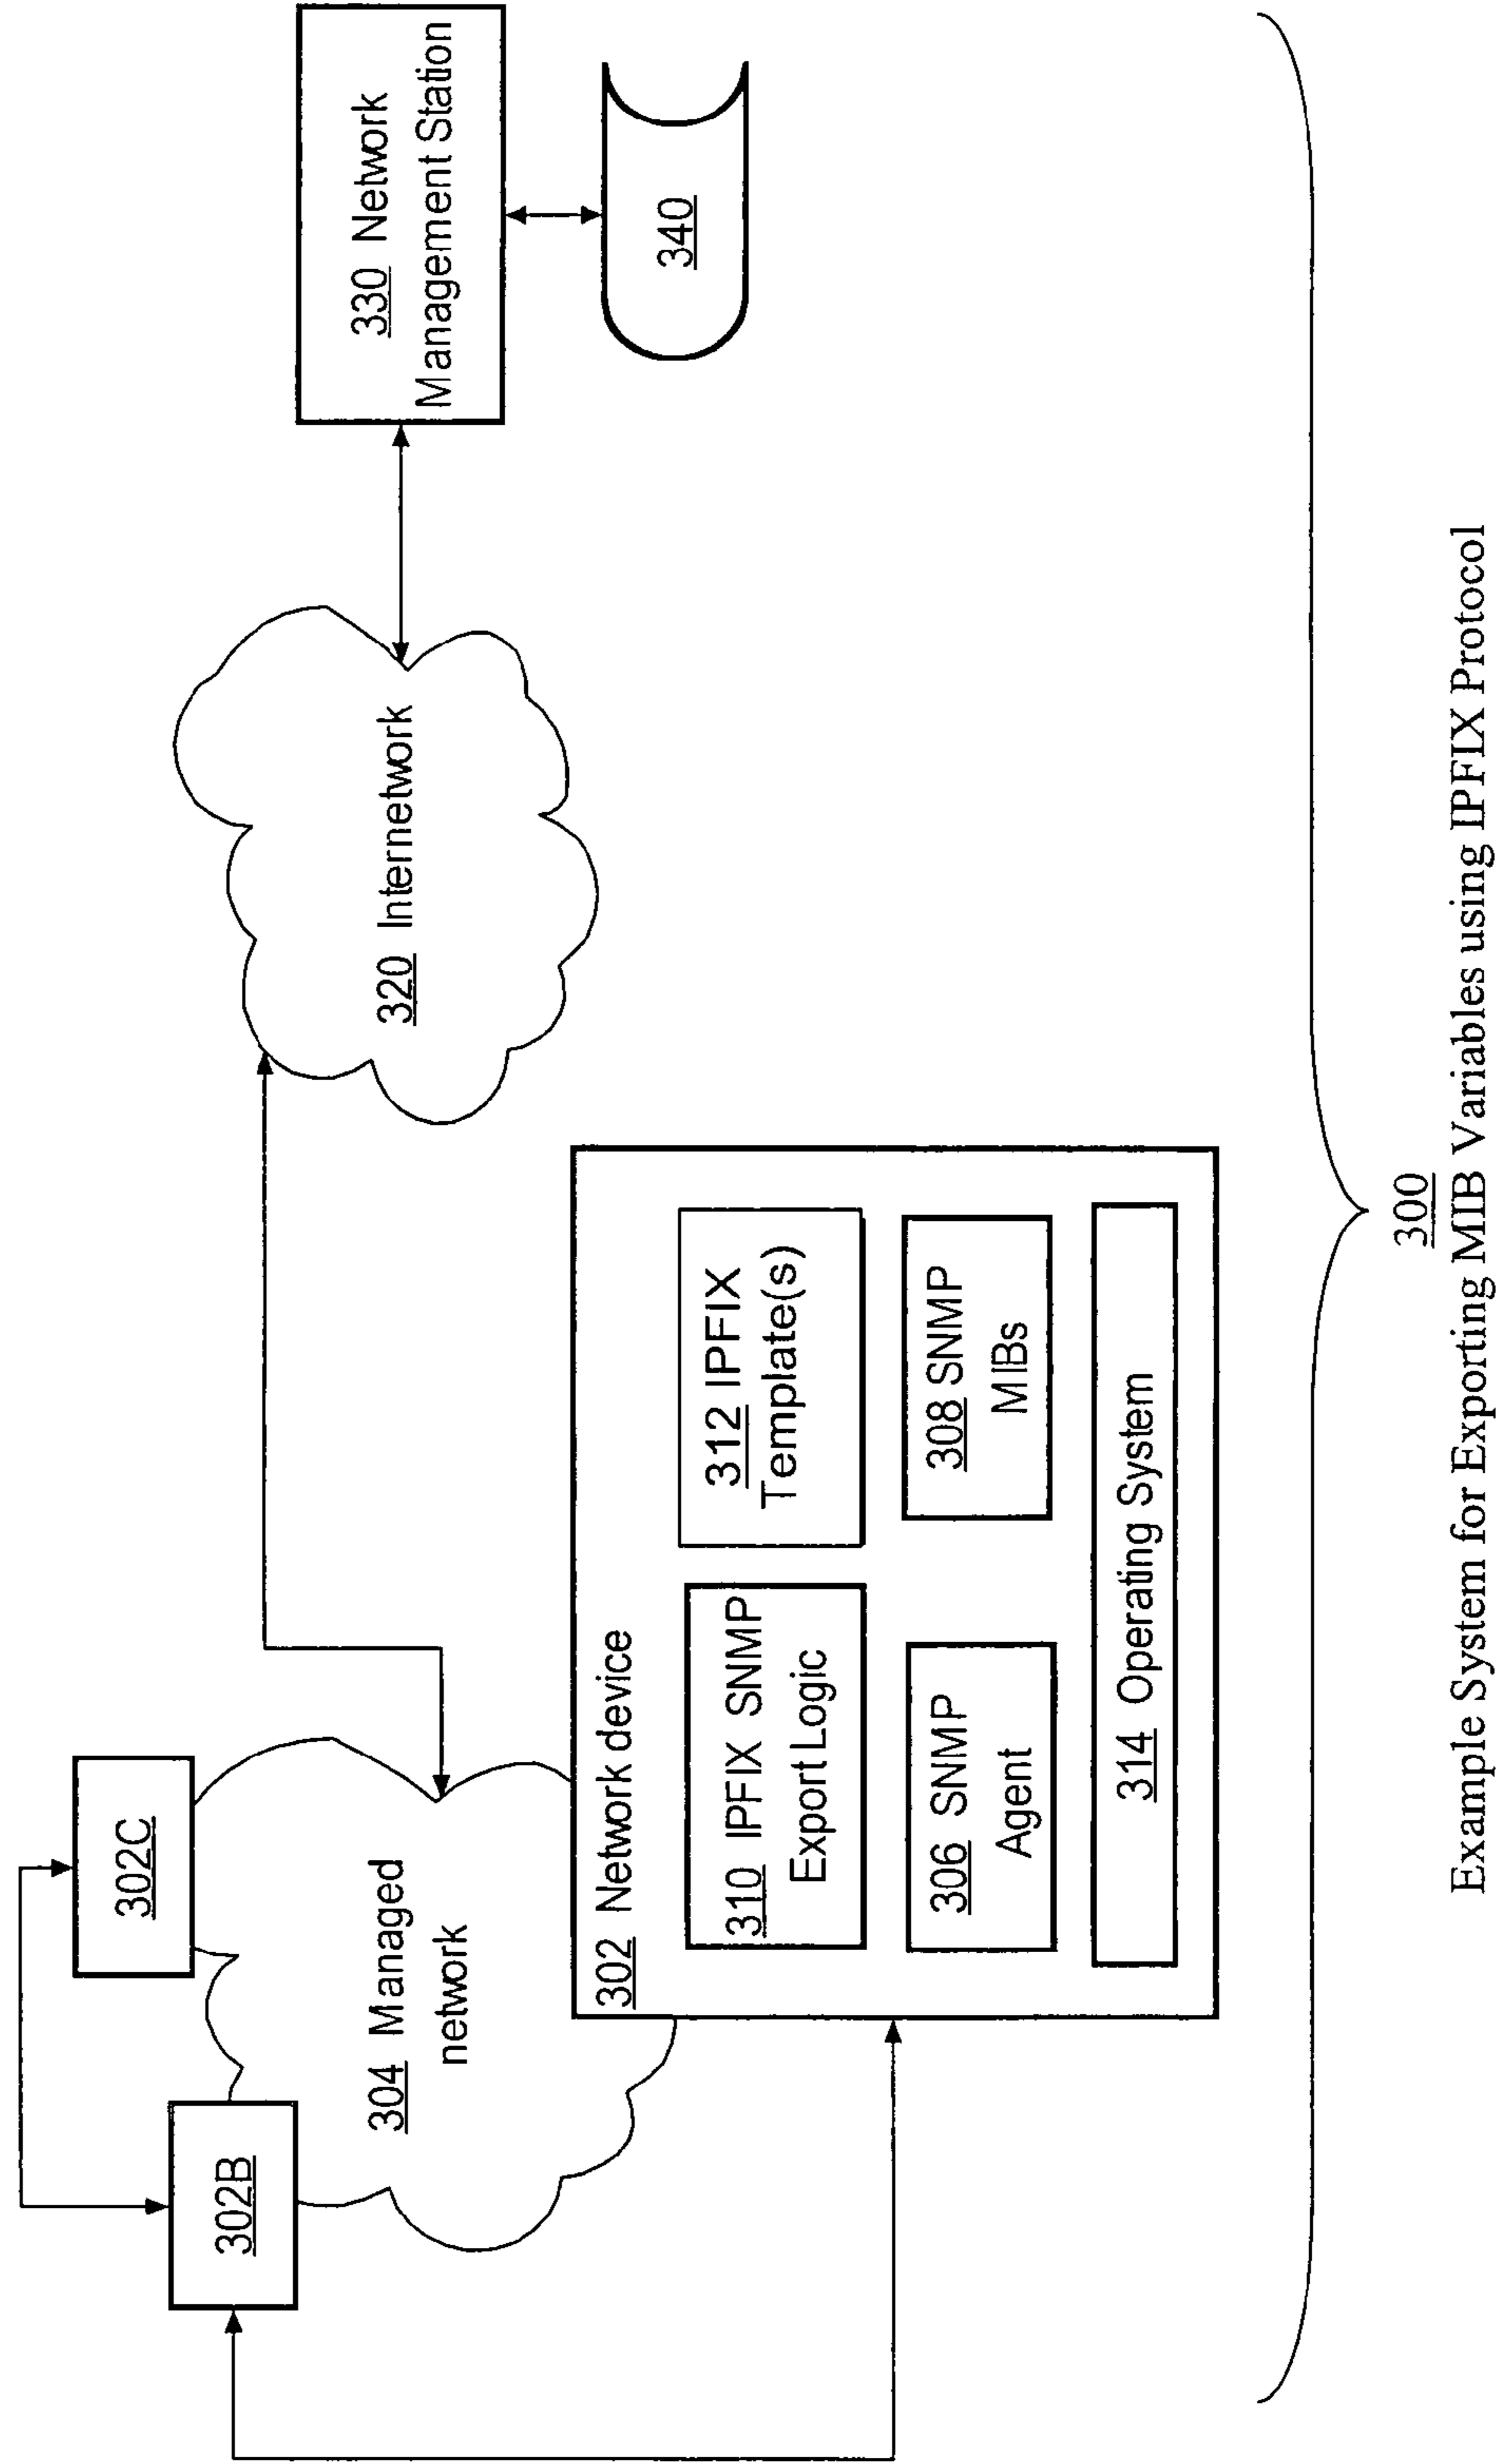 302C
302B
304 Managed
network
320 Internetwork
330 Network
Management Station
340
302 Network device
310 IPFIX SNMP
Export Logic
312 IPFIX
Template(s)
306 SNMP
Agent
308 SNMP
MIBs
314 Operating System
300
Example System for Exporting MIB Variables using IPFIX Protocol